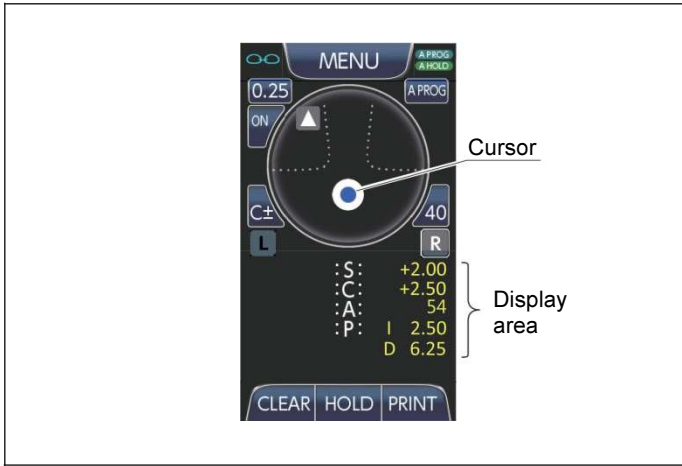 MENU
A PROG
A HOLD
0.25
A PROG
ON
Cursor
C±
40
L
R
:S: +2.00
:C: +2.50
:A: 54
:P: I 2.50
D 6.25
Display
area
CLEAR HOLD PRINT